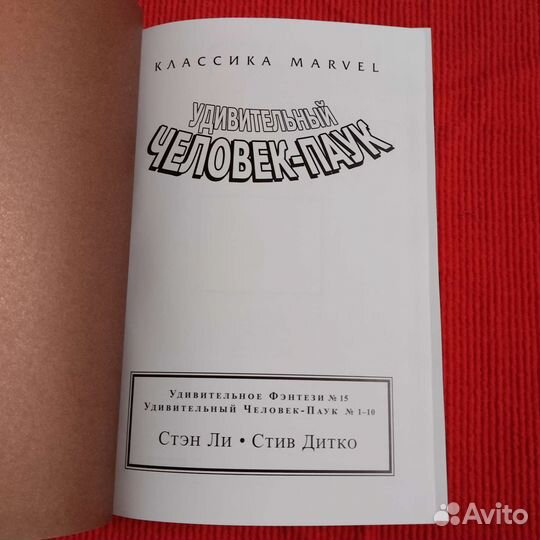 КЛАССИКА MARVEL
УДИВИТЕЛЬНЫЙ
ЧЕЛОВЕК-ПАУК
Удивительное Фэнтези № 15
Удивительный Человек-Паук № 1–10
Стэн Ли • Стив Дитко
Avito